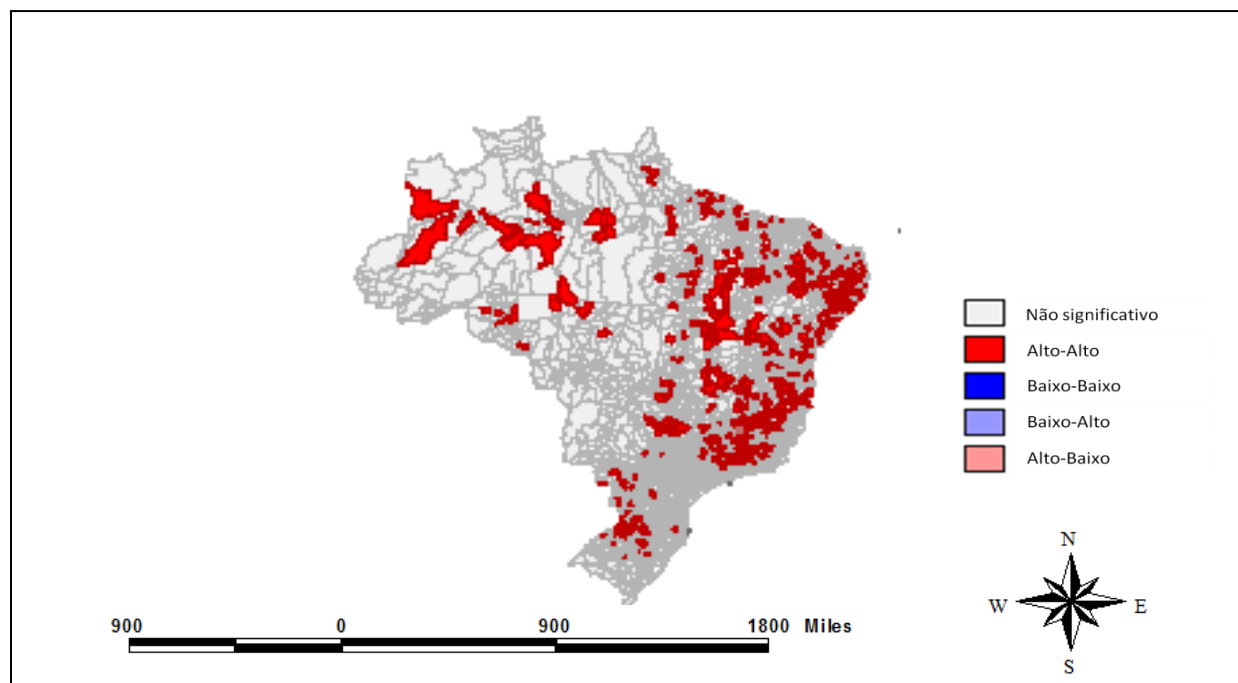 Não significativo
Alto-Alto
Baixo-Baixo
Baixo-Alto
Alto-Baixo
N
W E
S
900 0 900 1800 Miles